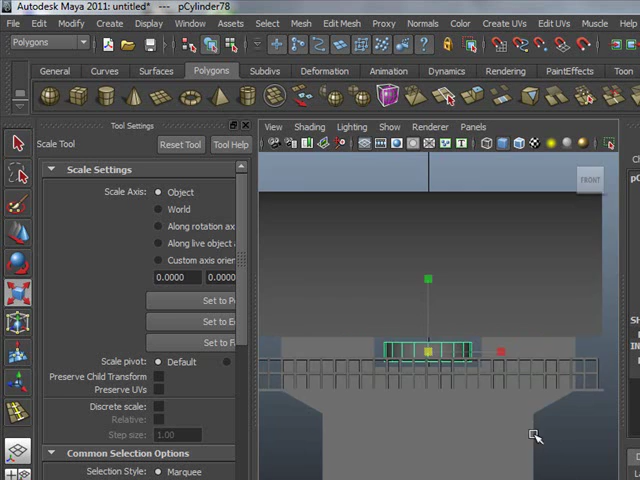 Autodesk Maya 2011: untitled* --- pCylinder78
File Edit Modify Create Display Window Assets Select Mesh Edit Mesh Proxy Normals Color Create UVs Edit UVs Muscle Help
Polygons
General Curves Surfaces Polygons Subdvs Deformation Animation Dynamics Rendering PaintEffects Toon
Tool Settings
Scale Tool Reset Tool Tool Help
View Shading Lighting Show Renderer Panels
Scale Settings
Scale Axis: Object
World
Along rotation ax
Along live object a
Custom axis orien
0.0000 0.0000
Set to P
Set to E
Set to F
Scale pivot: Default
Preserve Child Transform
Preserve UVs
Discrete scale:
Relative:
Step size: 1.00
Common Selection Options
Selection Style: Marquee
FRONT